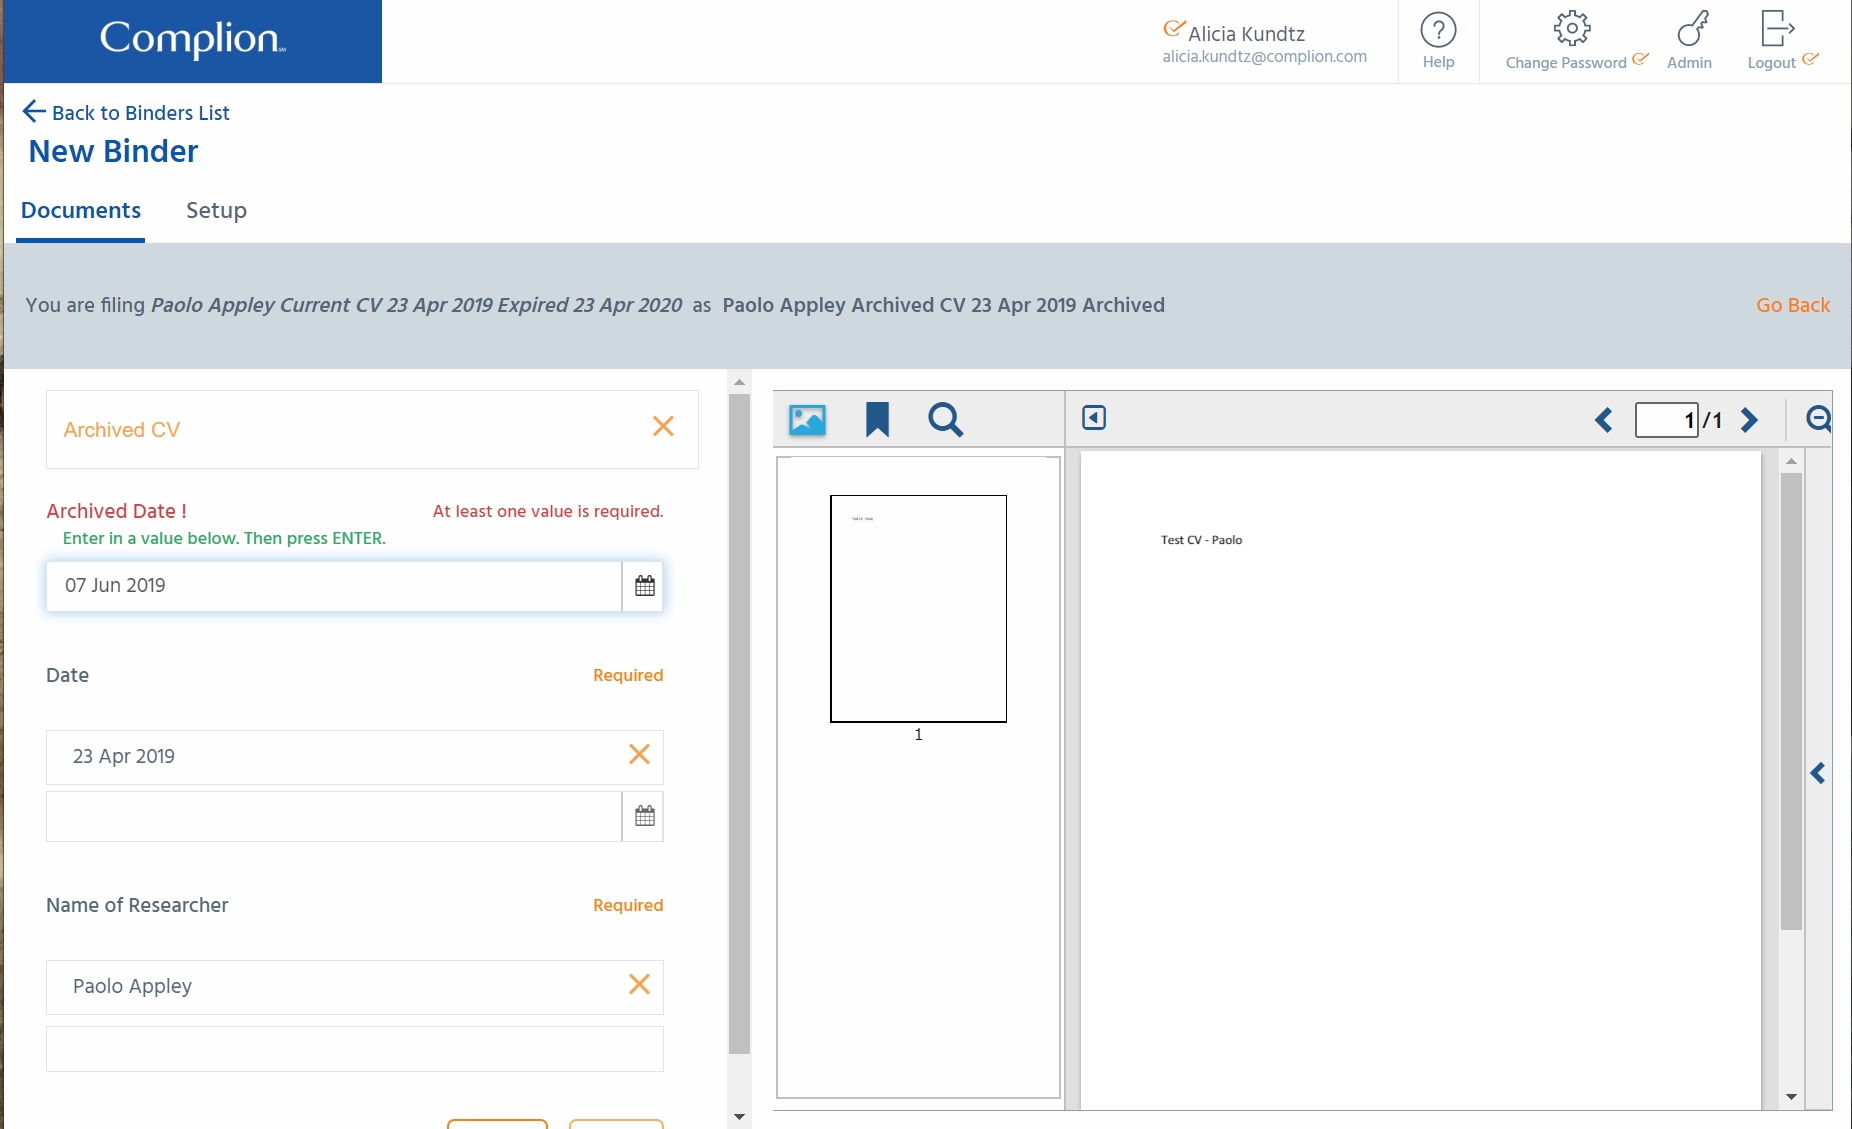 Complion
SM
Alicia Kundtz
alicia.kundtz@complion.com
Help
Change Password
Admin
Logout
Back to Binders List
New Binder
Documents
Setup
You are filing Paolo Appley Current CV 23 Apr 2019 Expired 23 Apr 2020 as Paolo Appley Archived CV 23 Apr 2019 Archived
Go Back
Archived CV
Archived Date !
At least one value is required.
Enter in a value below. Then press ENTER.
07 Jun 2019
Date
Required
23 Apr 2019
Name of Researcher
Required
Paolo Appley
1 /1
Test CV - Paolo
1
Test CV - Paolo